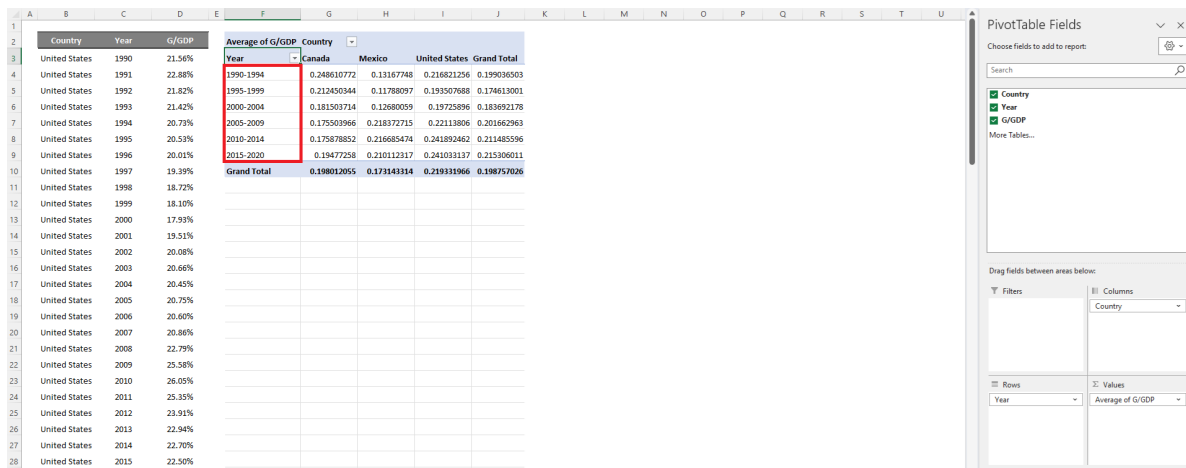 A B C D E F G H I J K L M N O P Q R S T U
1
2 Country Year G/GDP Average of G/GDP Country
3 United States 1990 21.56% Year Canada Mexico United States Grand Total
4 United States 1991 22.88% 1990-1994 0.248610772 0.13167748 0.216821256 0.199036503
5 United States 1992 21.82% 1995-1999 0.212450344 0.11788097 0.193507688 0.174613001
6 United States 1993 21.42% 2000-2004 0.181503714 0.12680059 0.19725896 0.183692178
7 United States 1994 20.73% 2005-2009 0.175503966 0.218372715 0.22213806 0.201662963
8 United States 1995 20.53% 2010-2014 0.175878852 0.216685474 0.241892462 0.211485596
9 United States 1996 20.01% 2015-2020 0.19477258 0.210112317 0.241033137 0.215306011
10 United States 1997 19.39% Grand Total 0.198012055 0.173143314 0.219331966 0.198757026
11 United States 1998 18.72%
12 United States 1999 18.10%
13 United States 2000 17.93%
14 United States 2001 19.51%
15 United States 2002 20.08%
16 United States 2003 20.66%
17 United States 2004 20.45%
18 United States 2005 20.75%
19 United States 2006 20.60%
20 United States 2007 20.86%
21 United States 2008 22.79%
22 United States 2009 25.58%
23 United States 2010 26.05%
24 United States 2011 25.35%
25 United States 2012 23.91%
26 United States 2013 22.94%
27 United States 2014 22.70%
28 United States 2015 22.50%
PivotTable Fields
Choose fields to add to report:
Search
Country
Year
G/GDP
More Tables...
Drag fields between areas below:
Filters
Columns
Country
Rows
Σ Values
Year
Average of G/GDP